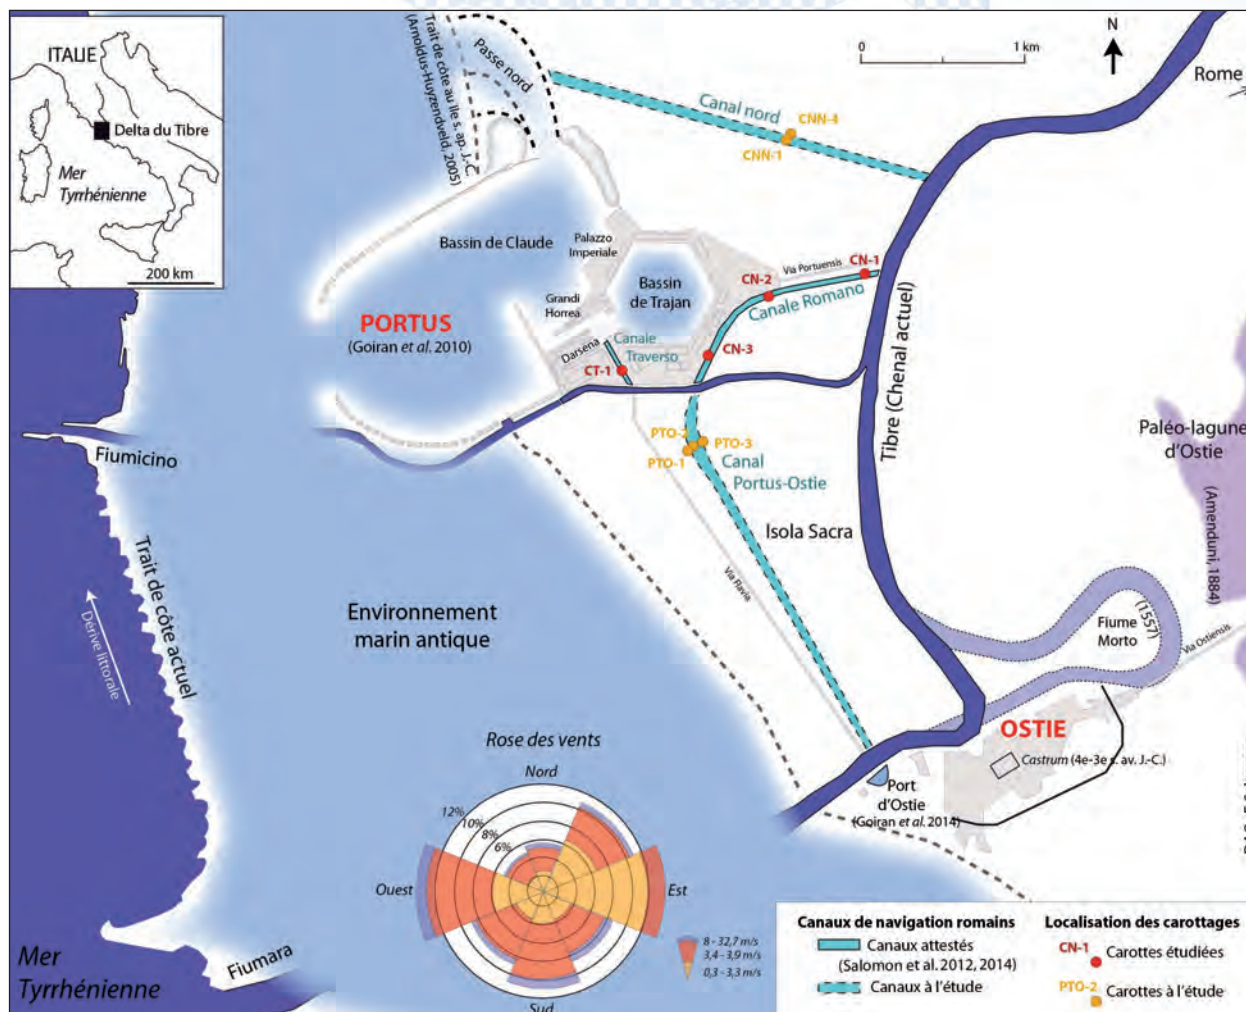 ITALIE
Delta du Tibre
Mer
Tyrrhénienne
200 km
Trait de côte au IIe s. ap. J.-C.
(Arnoldus-Huyzendveld, 2005)
Passe nord
0
1 km
N
Rome
Canal nord
CNN-4
CNN-1
Bassin de Claude
Palazzo
Imperiale
Bassin
de Trajan
Via Portuensis
CN-1
CN-2
Canale Romano
Grandi
Horrea
PORTUS
(Goiran et al. 2010)
Darsena
Canale
Traverso
CN-3
CT-1
Tibre (Chenal actuel)
Paléo-lagune
d'Ostie
(Amenduni, 1884)
Fiumicino
PTO-2
PTO-3
PTO-1
Canal
Portus-Ostie
Isola Sacra
Via Flavia
Trait de côte actuel
Dérive littorale
Environnement
marin antique
Fiume
Morto
(1557)
Via Ostiensis
OSTIE
Castrum (4e-3e s. av. J.-C.)
Port
d'Ostie
(Goiran et al. 2014)
Rose des vents
Nord
12%
10%
8%
6%
Ouest
Est
Sud
8 - 32,7 m/s
3,4 - 3,9 m/s
0,3 - 3,3 m/s
Mer
Tyrrhénienne
Fiumara
Canaux de navigation romains
Canaux attestés
(Salomon et al. 2012, 2014)
Canaux à l'étude
Localisation des carottages
CN-1
Carottes étudiées
PTO-2
Carottes à l'étude